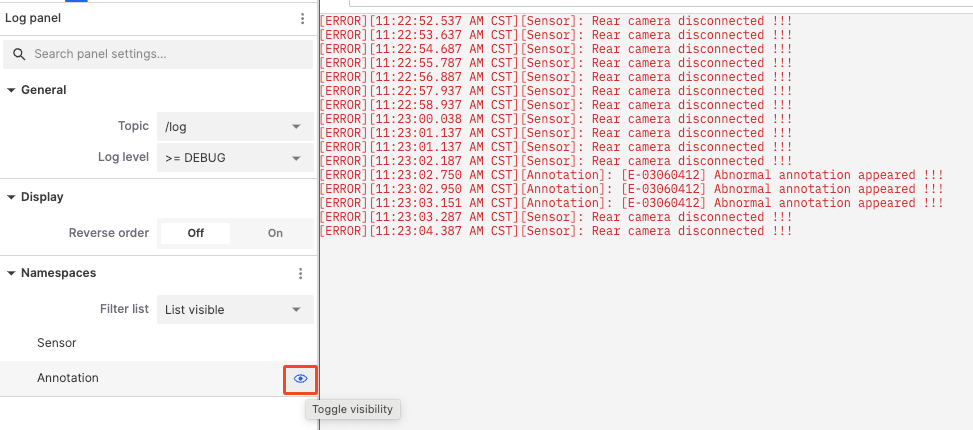 Log panel
Search panel settings...
General
Topic /log
Log level >= DEBUG
Display
Reverse order Off On
Namespaces
Filter list List visible
Sensor
Annotation
Toggle visibility
[ERROR][11:22:52.537 AM CST][Sensor]: Rear camera disconnected !!!
[ERROR][11:22:53.637 AM CST][Sensor]: Rear camera disconnected !!!
[ERROR][11:22:54.687 AM CST][Sensor]: Rear camera disconnected !!!
[ERROR][11:22:55.787 AM CST][Sensor]: Rear camera disconnected !!!
[ERROR][11:22:56.887 AM CST][Sensor]: Rear camera disconnected !!!
[ERROR][11:22:57.937 AM CST][Sensor]: Rear camera disconnected !!!
[ERROR][11:22:58.937 AM CST][Sensor]: Rear camera disconnected !!!
[ERROR][11:23:00.038 AM CST][Sensor]: Rear camera disconnected !!!
[ERROR][11:23:01.137 AM CST][Sensor]: Rear camera disconnected !!!
[ERROR][11:23:01.137 AM CST][Sensor]: Rear camera disconnected !!!
[ERROR][11:23:02.187 AM CST][Sensor]: Rear camera disconnected !!!
[ERROR][11:23:02.750 AM CST][Annotation]: [E-03060412] Abnormal annotation appeared !!!
[ERROR][11:23:02.950 AM CST][Annotation]: [E-03060412] Abnormal annotation appeared !!!
[ERROR][11:23:03.151 AM CST][Annotation]: [E-03060412] Abnormal annotation appeared !!!
[ERROR][11:23:03.287 AM CST][Sensor]: Rear camera disconnected !!!
[ERROR][11:23:04.387 AM CST][Sensor]: Rear camera disconnected !!!